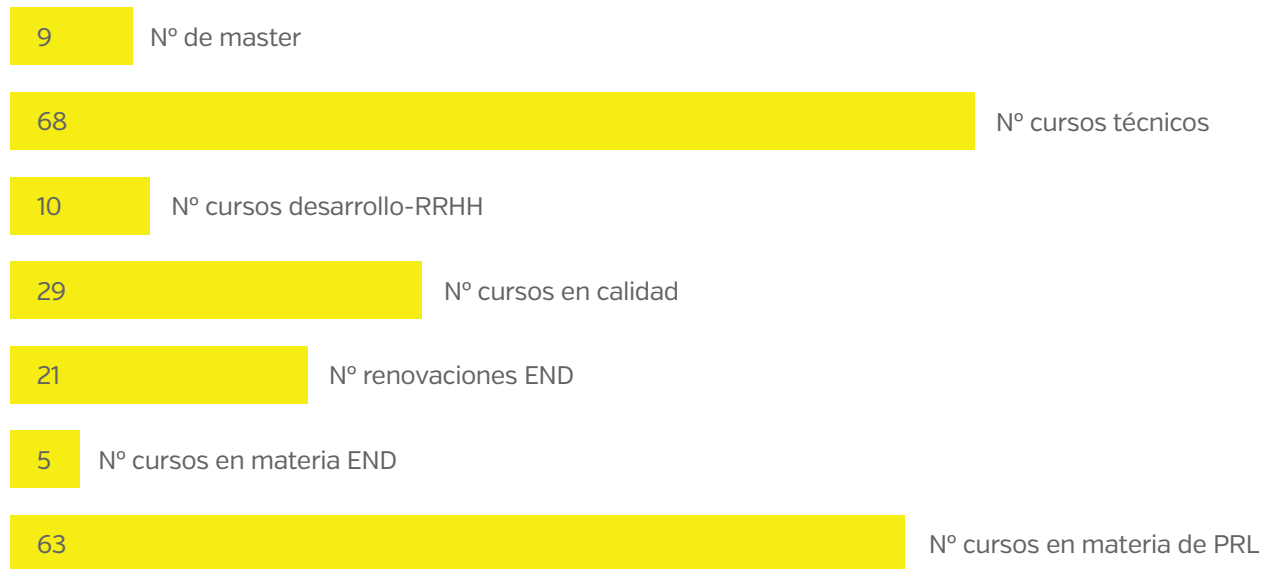 9 Nº de master
68 Nº cursos técnicos
10 Nº cursos desarrollo-RRHH
29 Nº cursos en calidad
21 Nº renovaciones END
5 Nº cursos en materia END
63 Nº cursos en materia de PRL